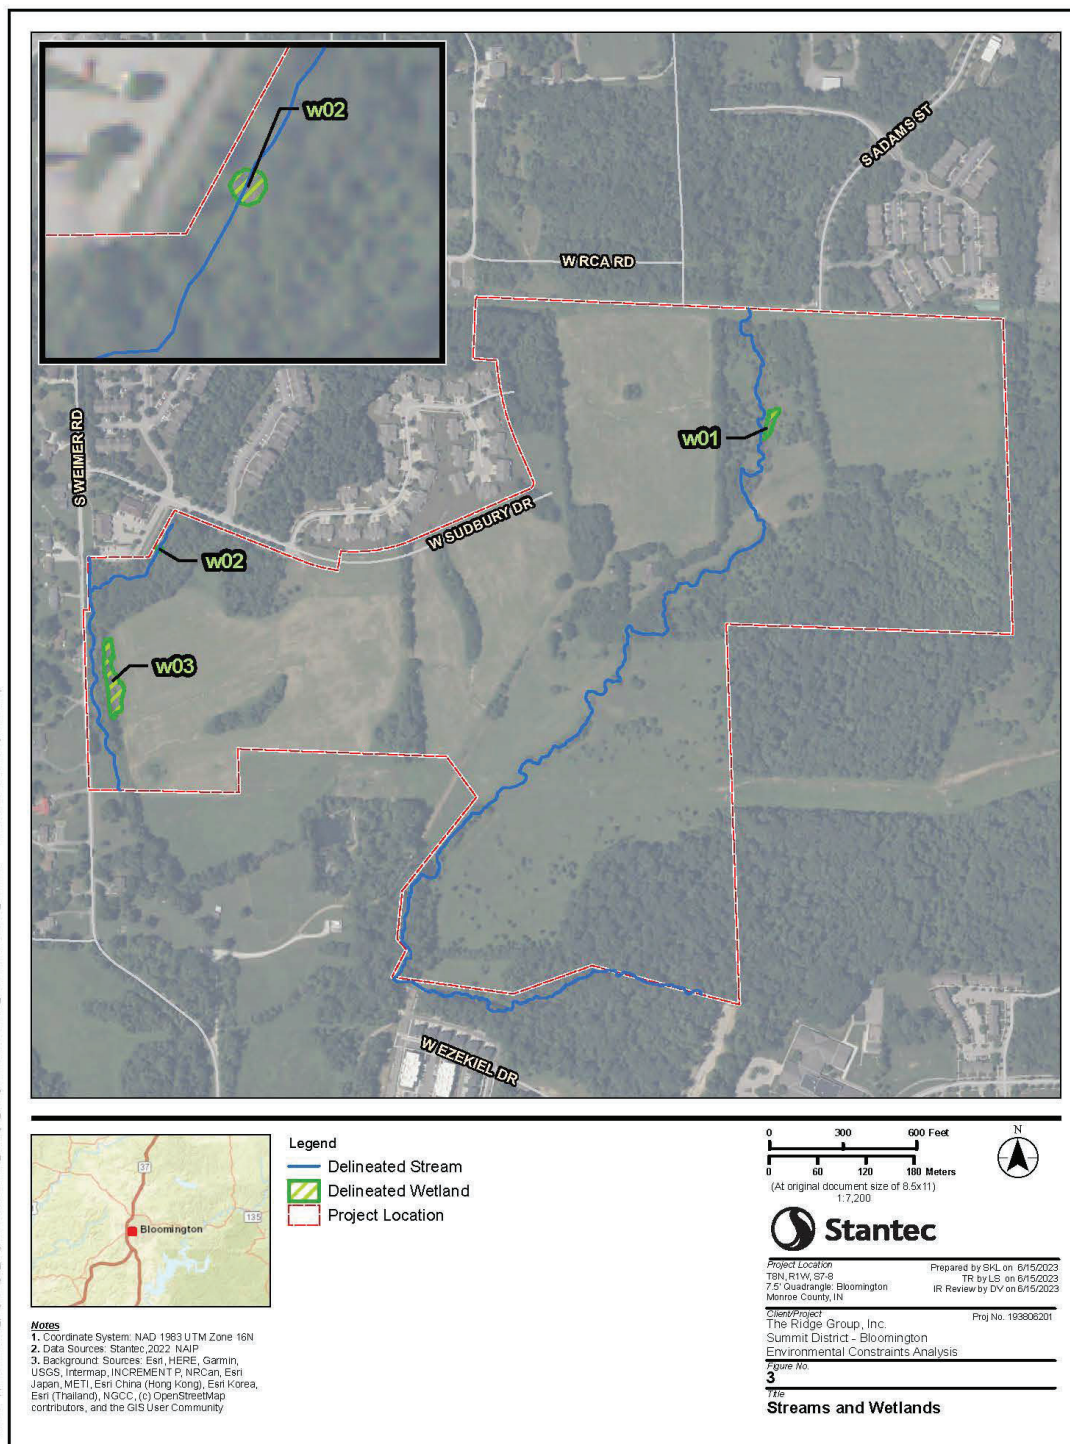 w02
S ADAMS ST
W RCA RD
w01
S WEIMER RD
W SUDBURY DR
w02
w03
W EZEKIEL DR
37
135
Bloomington
Legend
Delineated Stream
Delineated Wetland
Project Location
0 300 600 Feet
0 60 120 180 Meters
(At original document size of 8.5x11)
1:7,200
N
Stantec
Project Location
T8N, R1W, S7-8
7.5' Quadrangle: Bloomington
Monroe County, IN
Prepared by SKL on 6/15/2023
TR by LS on 6/15/2023
IR Review by DV on 6/15/2023
Client/Project
Proj No. 193806201
The Ridge Group, Inc.
Summit District - Bloomington
Environmental Constraints Analysis
Figure No.
3
Title
Streams and Wetlands
Notes
1. Coordinate System: NAD 1983 UTM Zone 16N
2. Data Sources: Stantec,2022 NAIP
3. Background: Sources: Esri, HERE, Garmin,
USGS, Intermap, INCREMENT P, NRCan, Esri
Japan, METI, Esri China (Hong Kong), Esri Korea,
Esri (Thailand), NGCC, (c) OpenStreetMap
contributors, and the GIS User Community